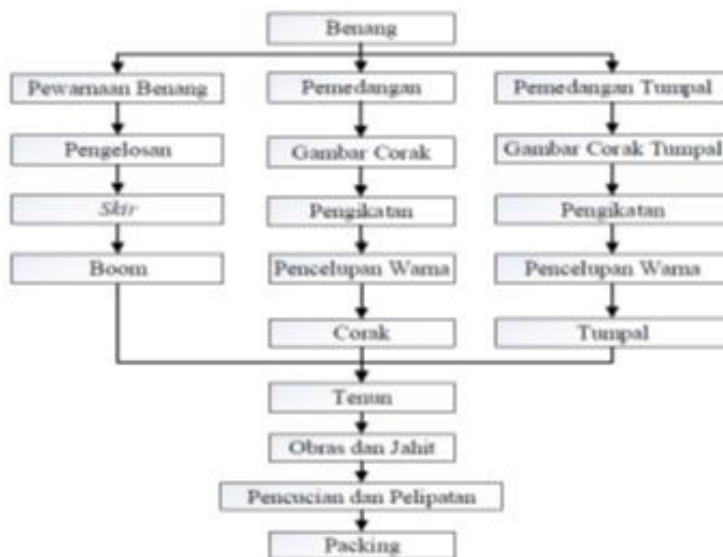 Benang
Pewarnaan Benang
Pemedangan
Pemedangan Tumpal
Pengelosan
Gambar Corak
Gambar Corak Tumpal
Skir
Pengikatan
Pengikatan
Boom
Pencelupan Warna
Pencelupan Warna
Corak
Tumpal
Tenun
Obras dan Jahit
Pencucian dan Pelipatan
Packing